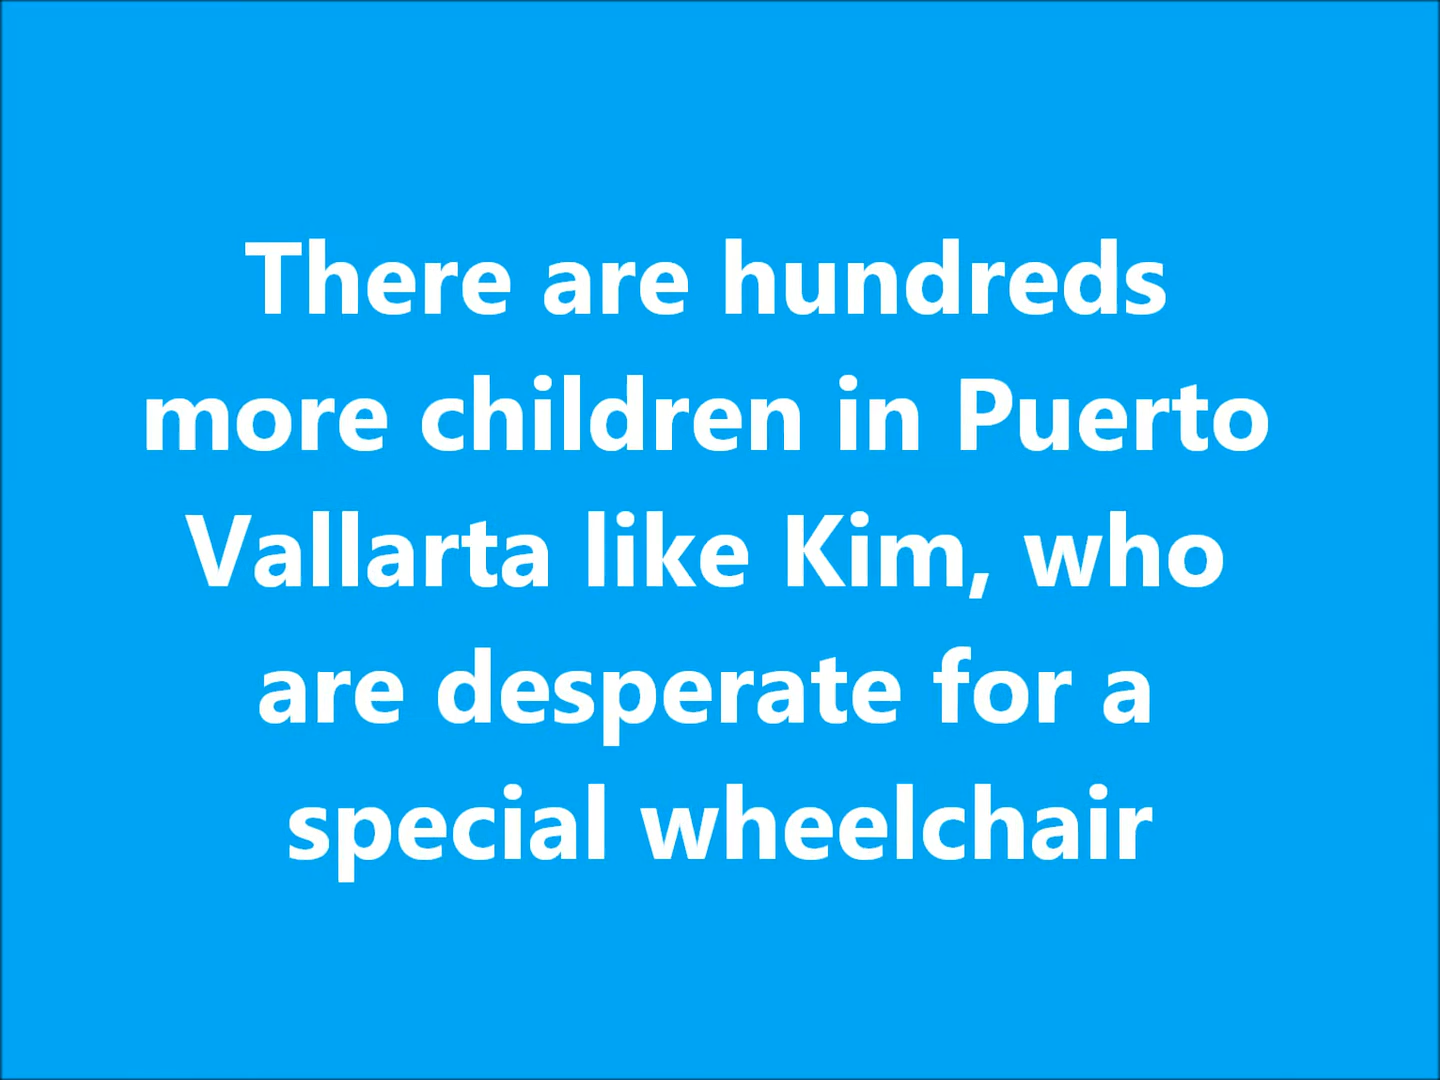 There are hundreds
more children in Puerto
Vallarta like Kim, who
are desperate for a
special wheelchair